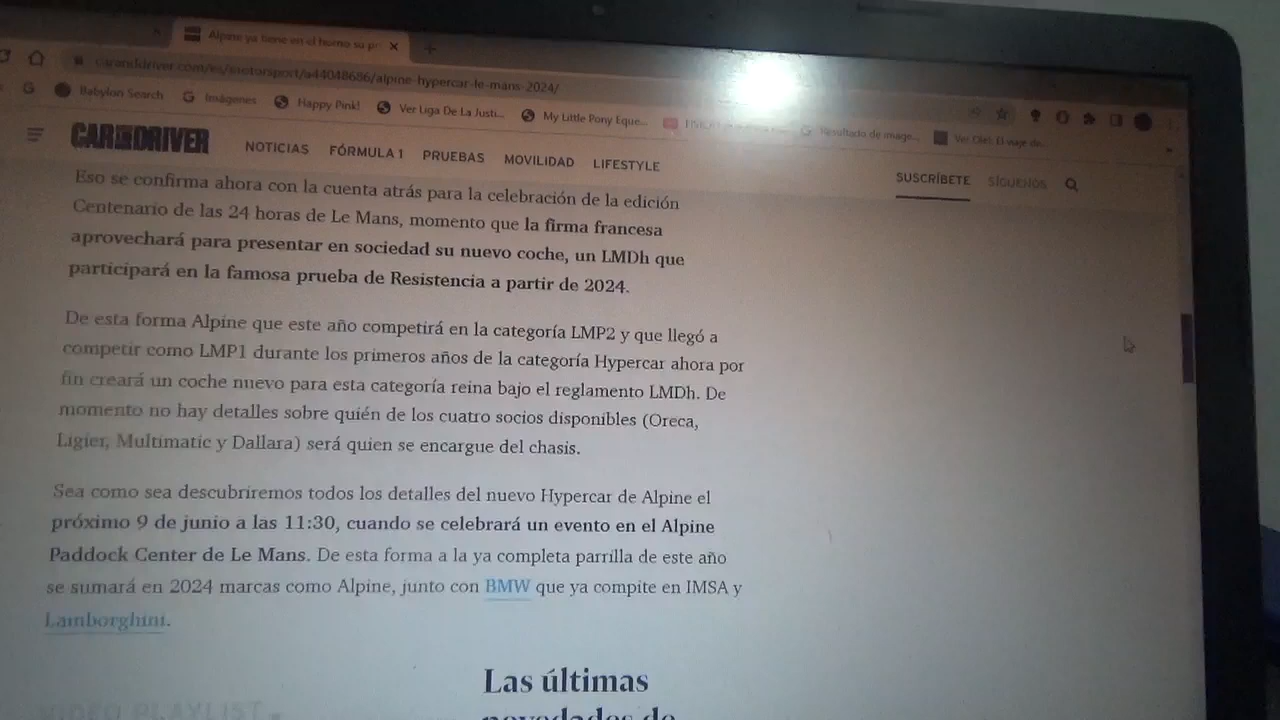 Alpine ya tiene en el horno su pr
caranddriver.com/es/motorsport/a44048686/alpine-hypercar-le-mans-2024/
Babylon Search Imágenes Happy Pink! Ver Liga De La Justi... My Little Pony Eque... Resultado de image...
CAR AND DRIVER NOTICIAS FÓRMULA 1 PRUEBAS MOVILIDAD LIFESTYLE SUSCRÍBETE SÍGUENOS
Eso se confirma ahora con la cuenta atrás para la celebración de la edición
Centenario de las 24 horas de Le Mans, momento que la firma francesa
aprovechará para presentar en sociedad su nuevo coche, un LMDh que
participará en la famosa prueba de Resistencia a partir de 2024.
De esta forma Alpine que este año competirá en la categoría LMP2 y que llegó a
competir como LMP1 durante los primeros años de la categoría Hypercar ahora por
fin creará un coche nuevo para esta categoría reina bajo el reglamento LMDh. De
momento no hay detalles sobre quién de los cuatro socios disponibles (Oreca,
Ligier, Multimatic y Dallara) será quien se encargue del chasis.
Sea como sea descubriremos todos los detalles del nuevo Hypercar de Alpine el
próximo 9 de junio a las 11:30, cuando se celebrará un evento en el Alpine
Paddock Center de Le Mans. De esta forma a la ya completa parrilla de este año
se sumará en 2024 marcas como Alpine, junto con BMW que ya compite en IMSA y
Lamborghini.
Las últimas
novedades de
VIDEO PLAYLIST